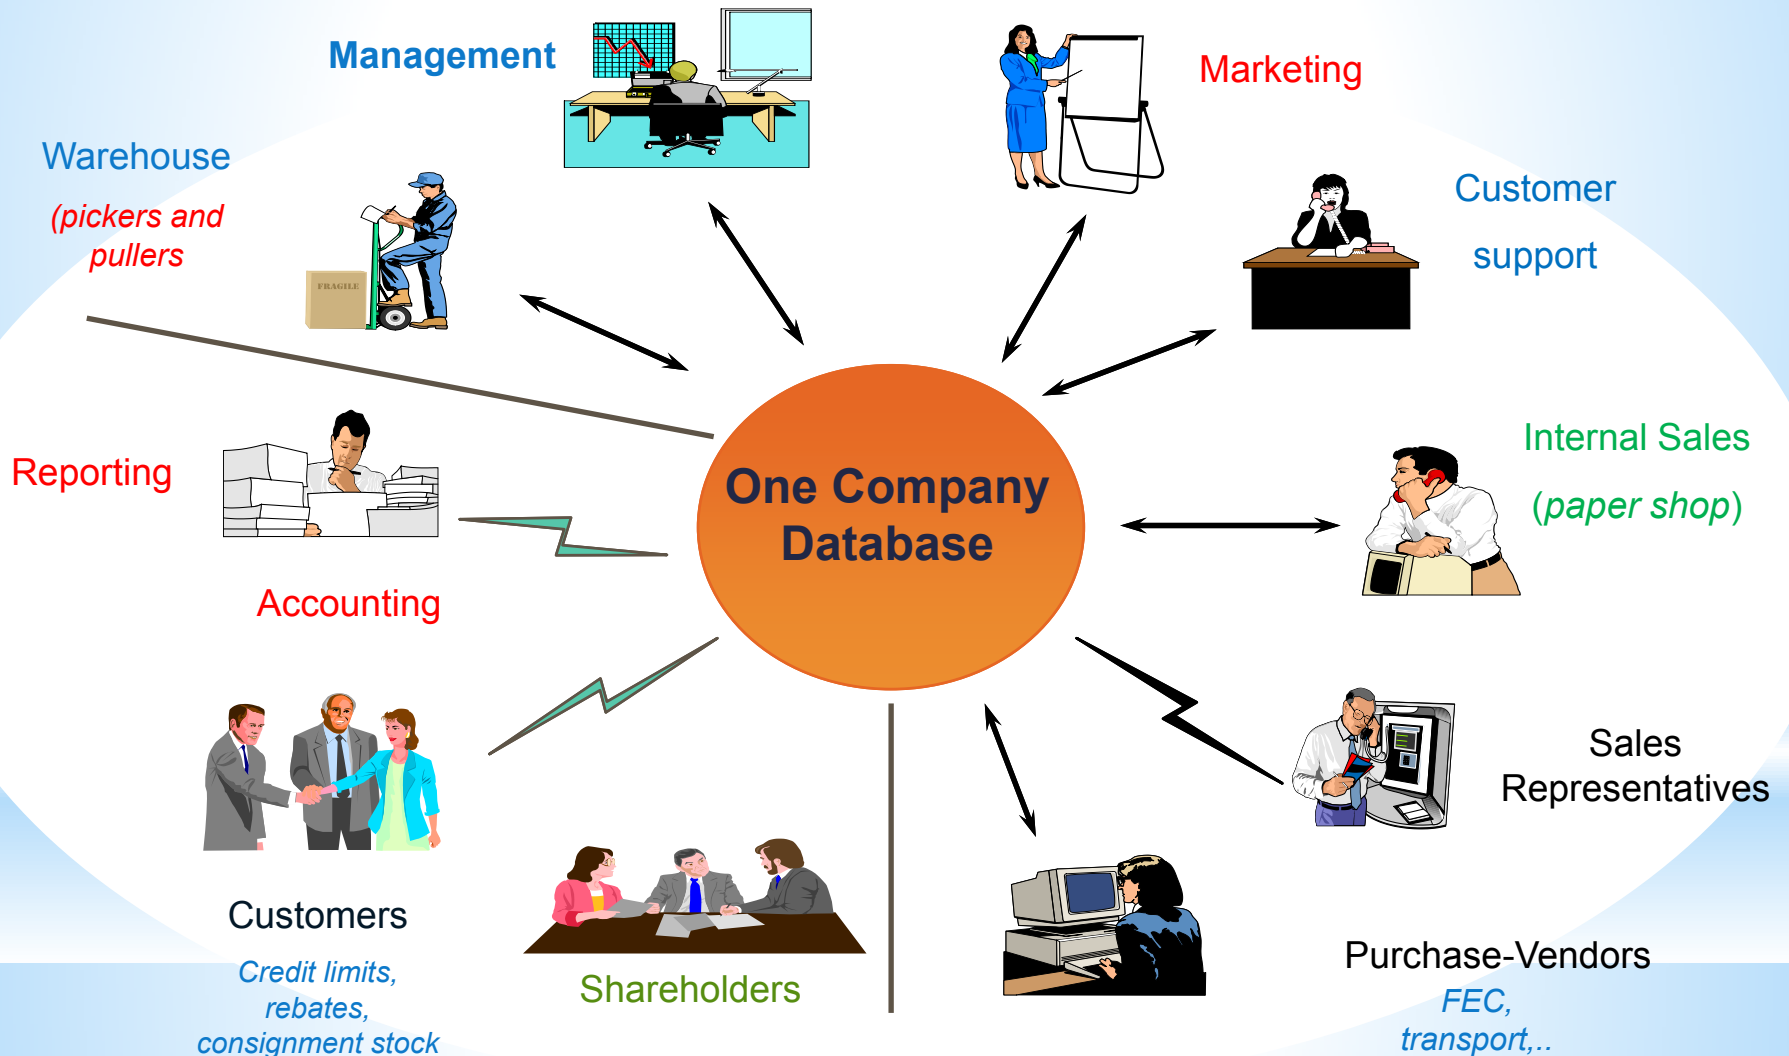 Management
Marketing
Warehouse
(pickers and
pullers
Customer
support
FRAGILE
Internal Sales
(paper shop)
Reporting
One Company
Database
Accounting
Sales
Representatives
Customers
Credit limits,
rebates,
consignment stock
Shareholders
Purchase-Vendors
FEC,
transport,..